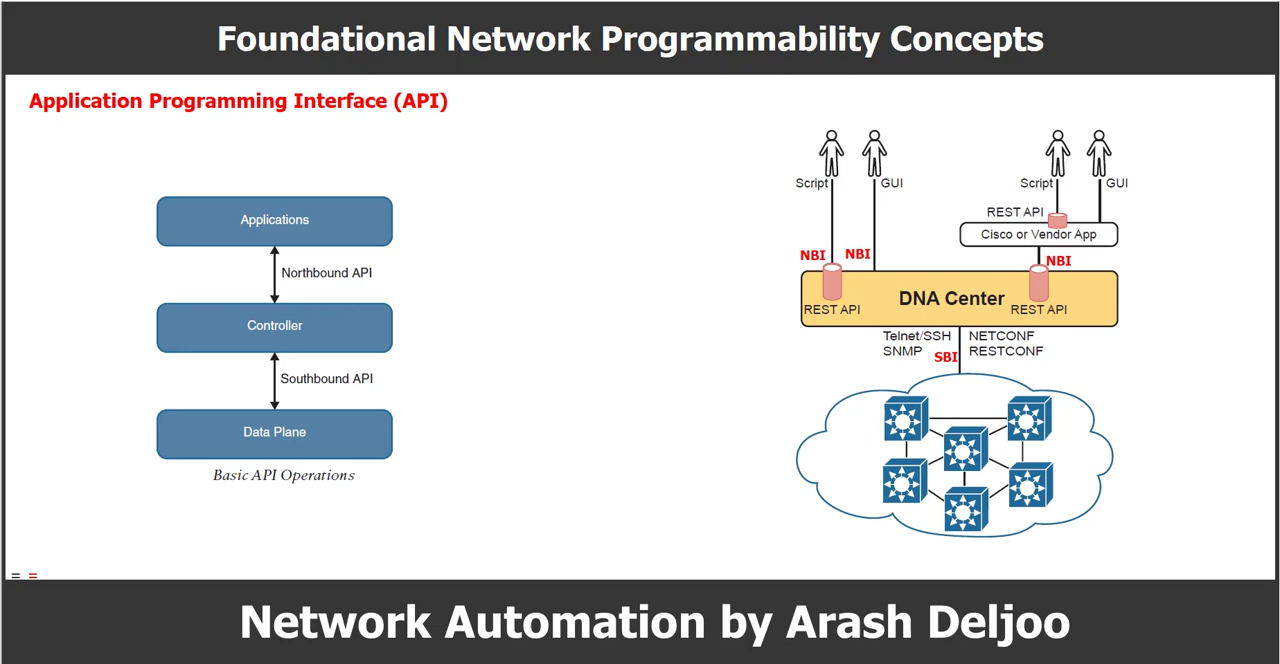 Foundational Network Programmability Concepts
Application Programming Interface (API)
Applications
Northbound API
Controller
Southbound API
Data Plane
Basic API Operations
Script
GUI
Script
GUI
REST API
Cisco or Vendor App
NBI
NBI
NBI
DNA Center
REST API
REST API
Telnet/SSH
SNMP
SBI
NETCONF
RESTCONF
Network Automation by Arash Deljoo